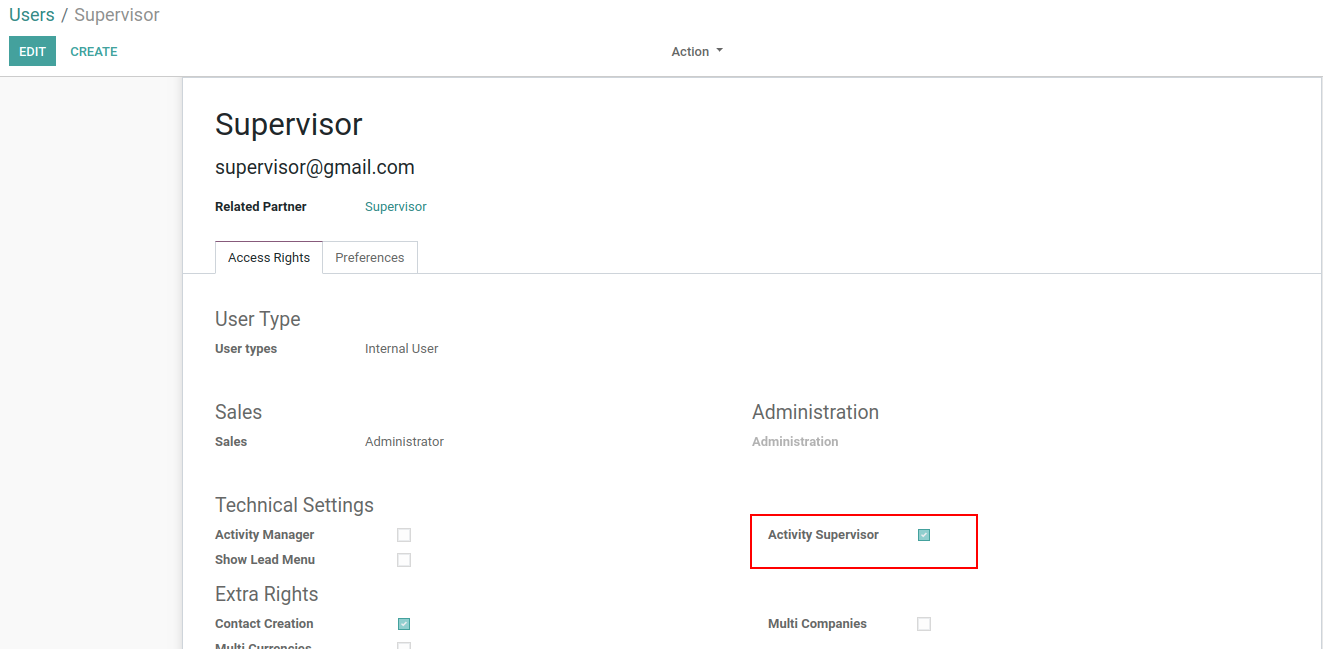 Users / Supervisor
EDIT CREATE Action
Supervisor
supervisor@gmail.com
Related Partner Supervisor
Access Rights Preferences
User Type
User types Internal User
Sales Administration
Sales Administrator Administration
Technical Settings
Activity Manager Activity Supervisor
Show Lead Menu
Extra Rights
Contact Creation Multi Companies
Multi Currencies